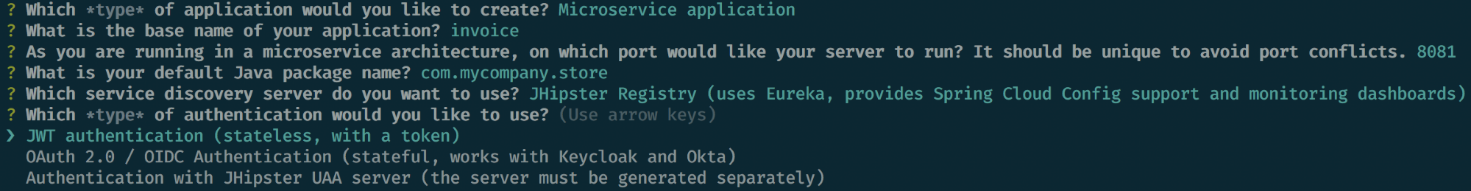 ? Which *type* of application would you like to create? Microservice application
? What is the base name of your application? invoice
? As you are running in a microservice architecture, on which port would like your server to run? It should be unique to avoid port conflicts. 8081
? What is your default Java package name? com.mycompany.store
? Which service discovery server do you want to use? JHipster Registry (uses Eureka, provides Spring Cloud Config support and monitoring dashboards)
? Which *type* of authentication would you like to use? (Use arrow keys)
❯ JWT authentication (stateless, with a token)
OAuth 2.0 / OIDC Authentication (stateful, works with Keycloak and Okta)
Authentication with JHipster UAA server (the server must be generated separately)